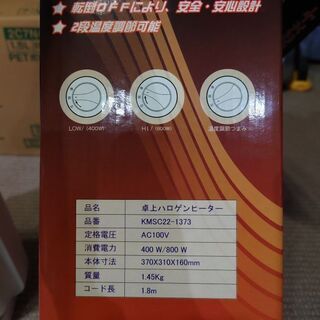 ★ 転倒OFFにより、安全・安心設計
★ 2段温度調節可能
LOW/(400W)
HI/(800W)
温度調節つまみ
品名 卓上ハロゲンヒーター
品番 KMSC22-1373
定格電圧 AC100V
消費電力 400 W/800 W
本体寸法 370X310X160mm
質量 1.45Kg
コード長 1.8m